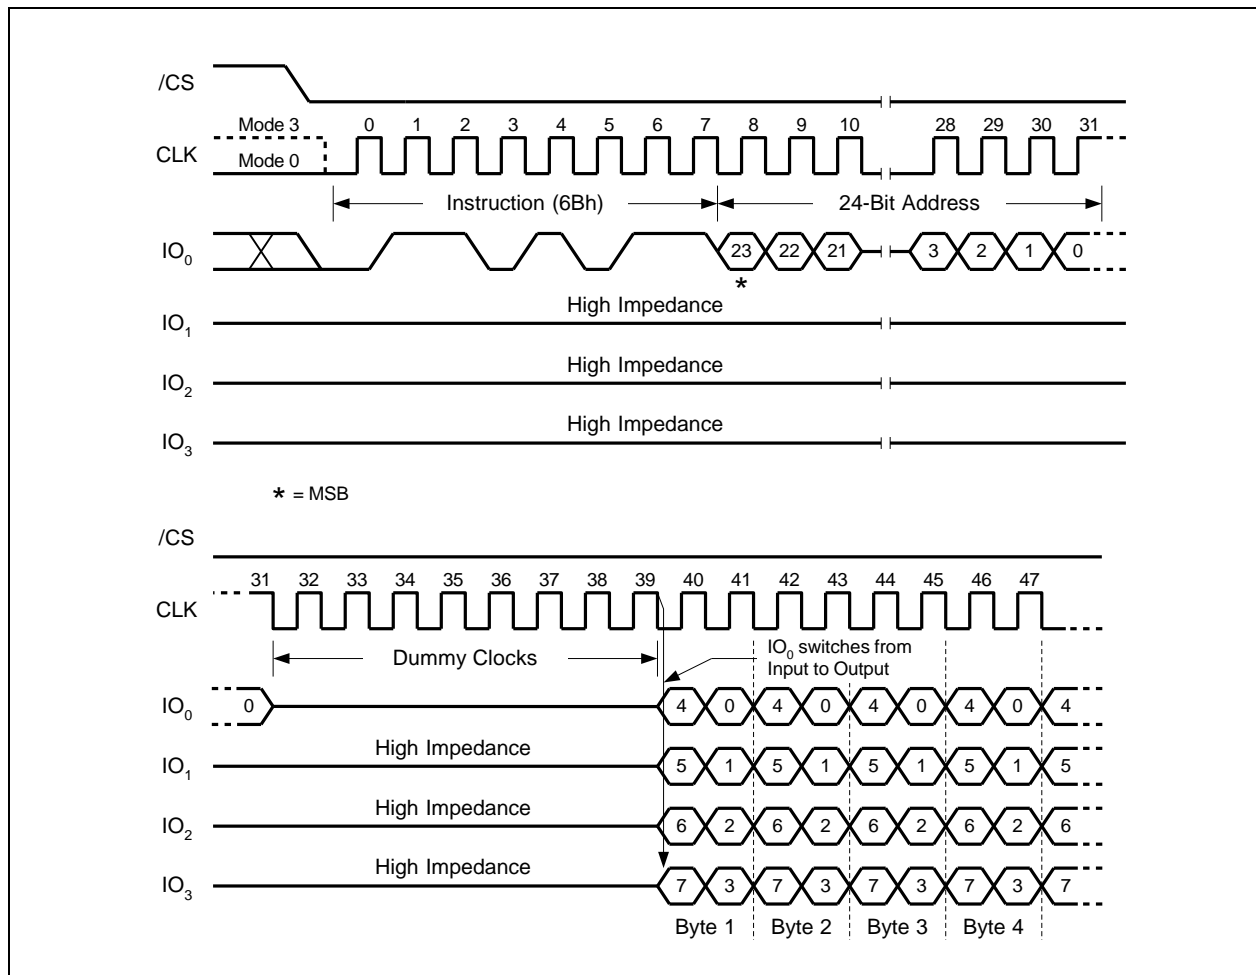 /CS
Mode 3 0 1 2 3 4 5 6 7 8 9 10 28 29 30 31
CLK
Mode 0
Instruction (6Bh) 24-Bit Address
IO0 23 22 21 3 2 1 0
*
High Impedance
IO1
High Impedance
IO2
High Impedance
IO3
* = MSB
/CS
31 32 33 34 35 36 37 38 39 40 41 42 43 44 45 46 47
CLK
IO0 switches from
Dummy Clocks Input to Output
IO0 0 4 0 4 0 4 0 4 0 4
High Impedance
IO1 5 1 5 1 5 1 5 1 5
High Impedance
IO2 6 2 6 2 6 2 6 2 6
High Impedance
IO3 7 3 7 3 7 3 7 3 7
Byte 1 Byte 2 Byte 3 Byte 4